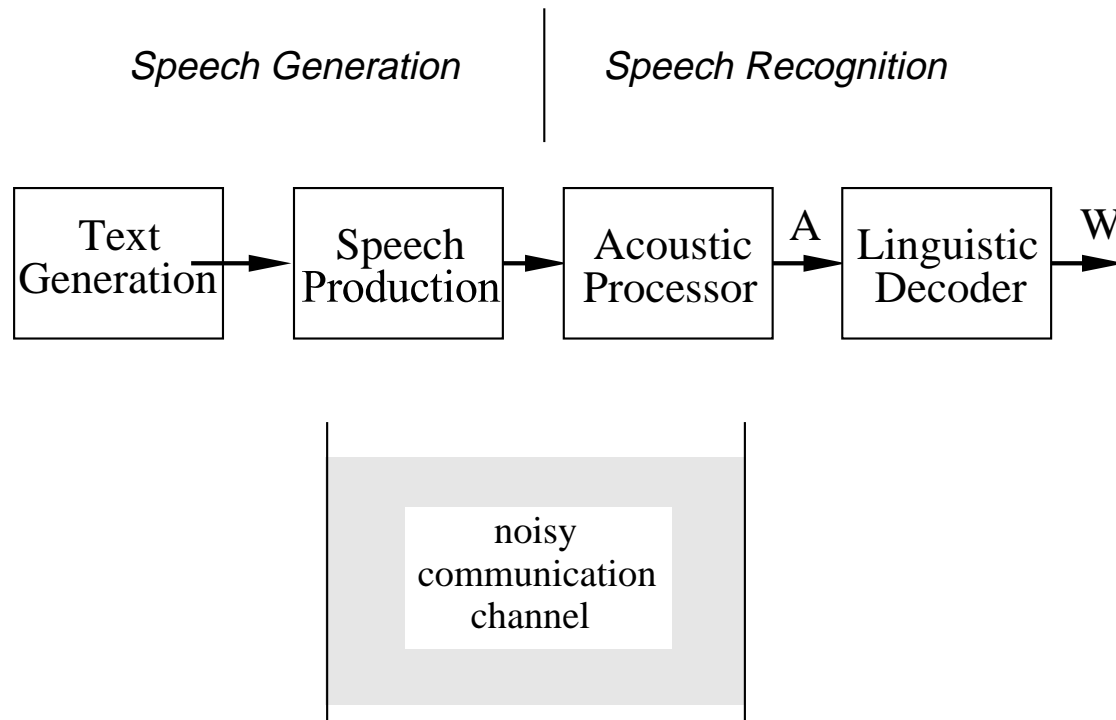 Speech Generation
Speech Recognition
Text
Generation
Speech
Production
Acoustic
Processor
A
Linguistic
Decoder
W
noisy
communication
channel